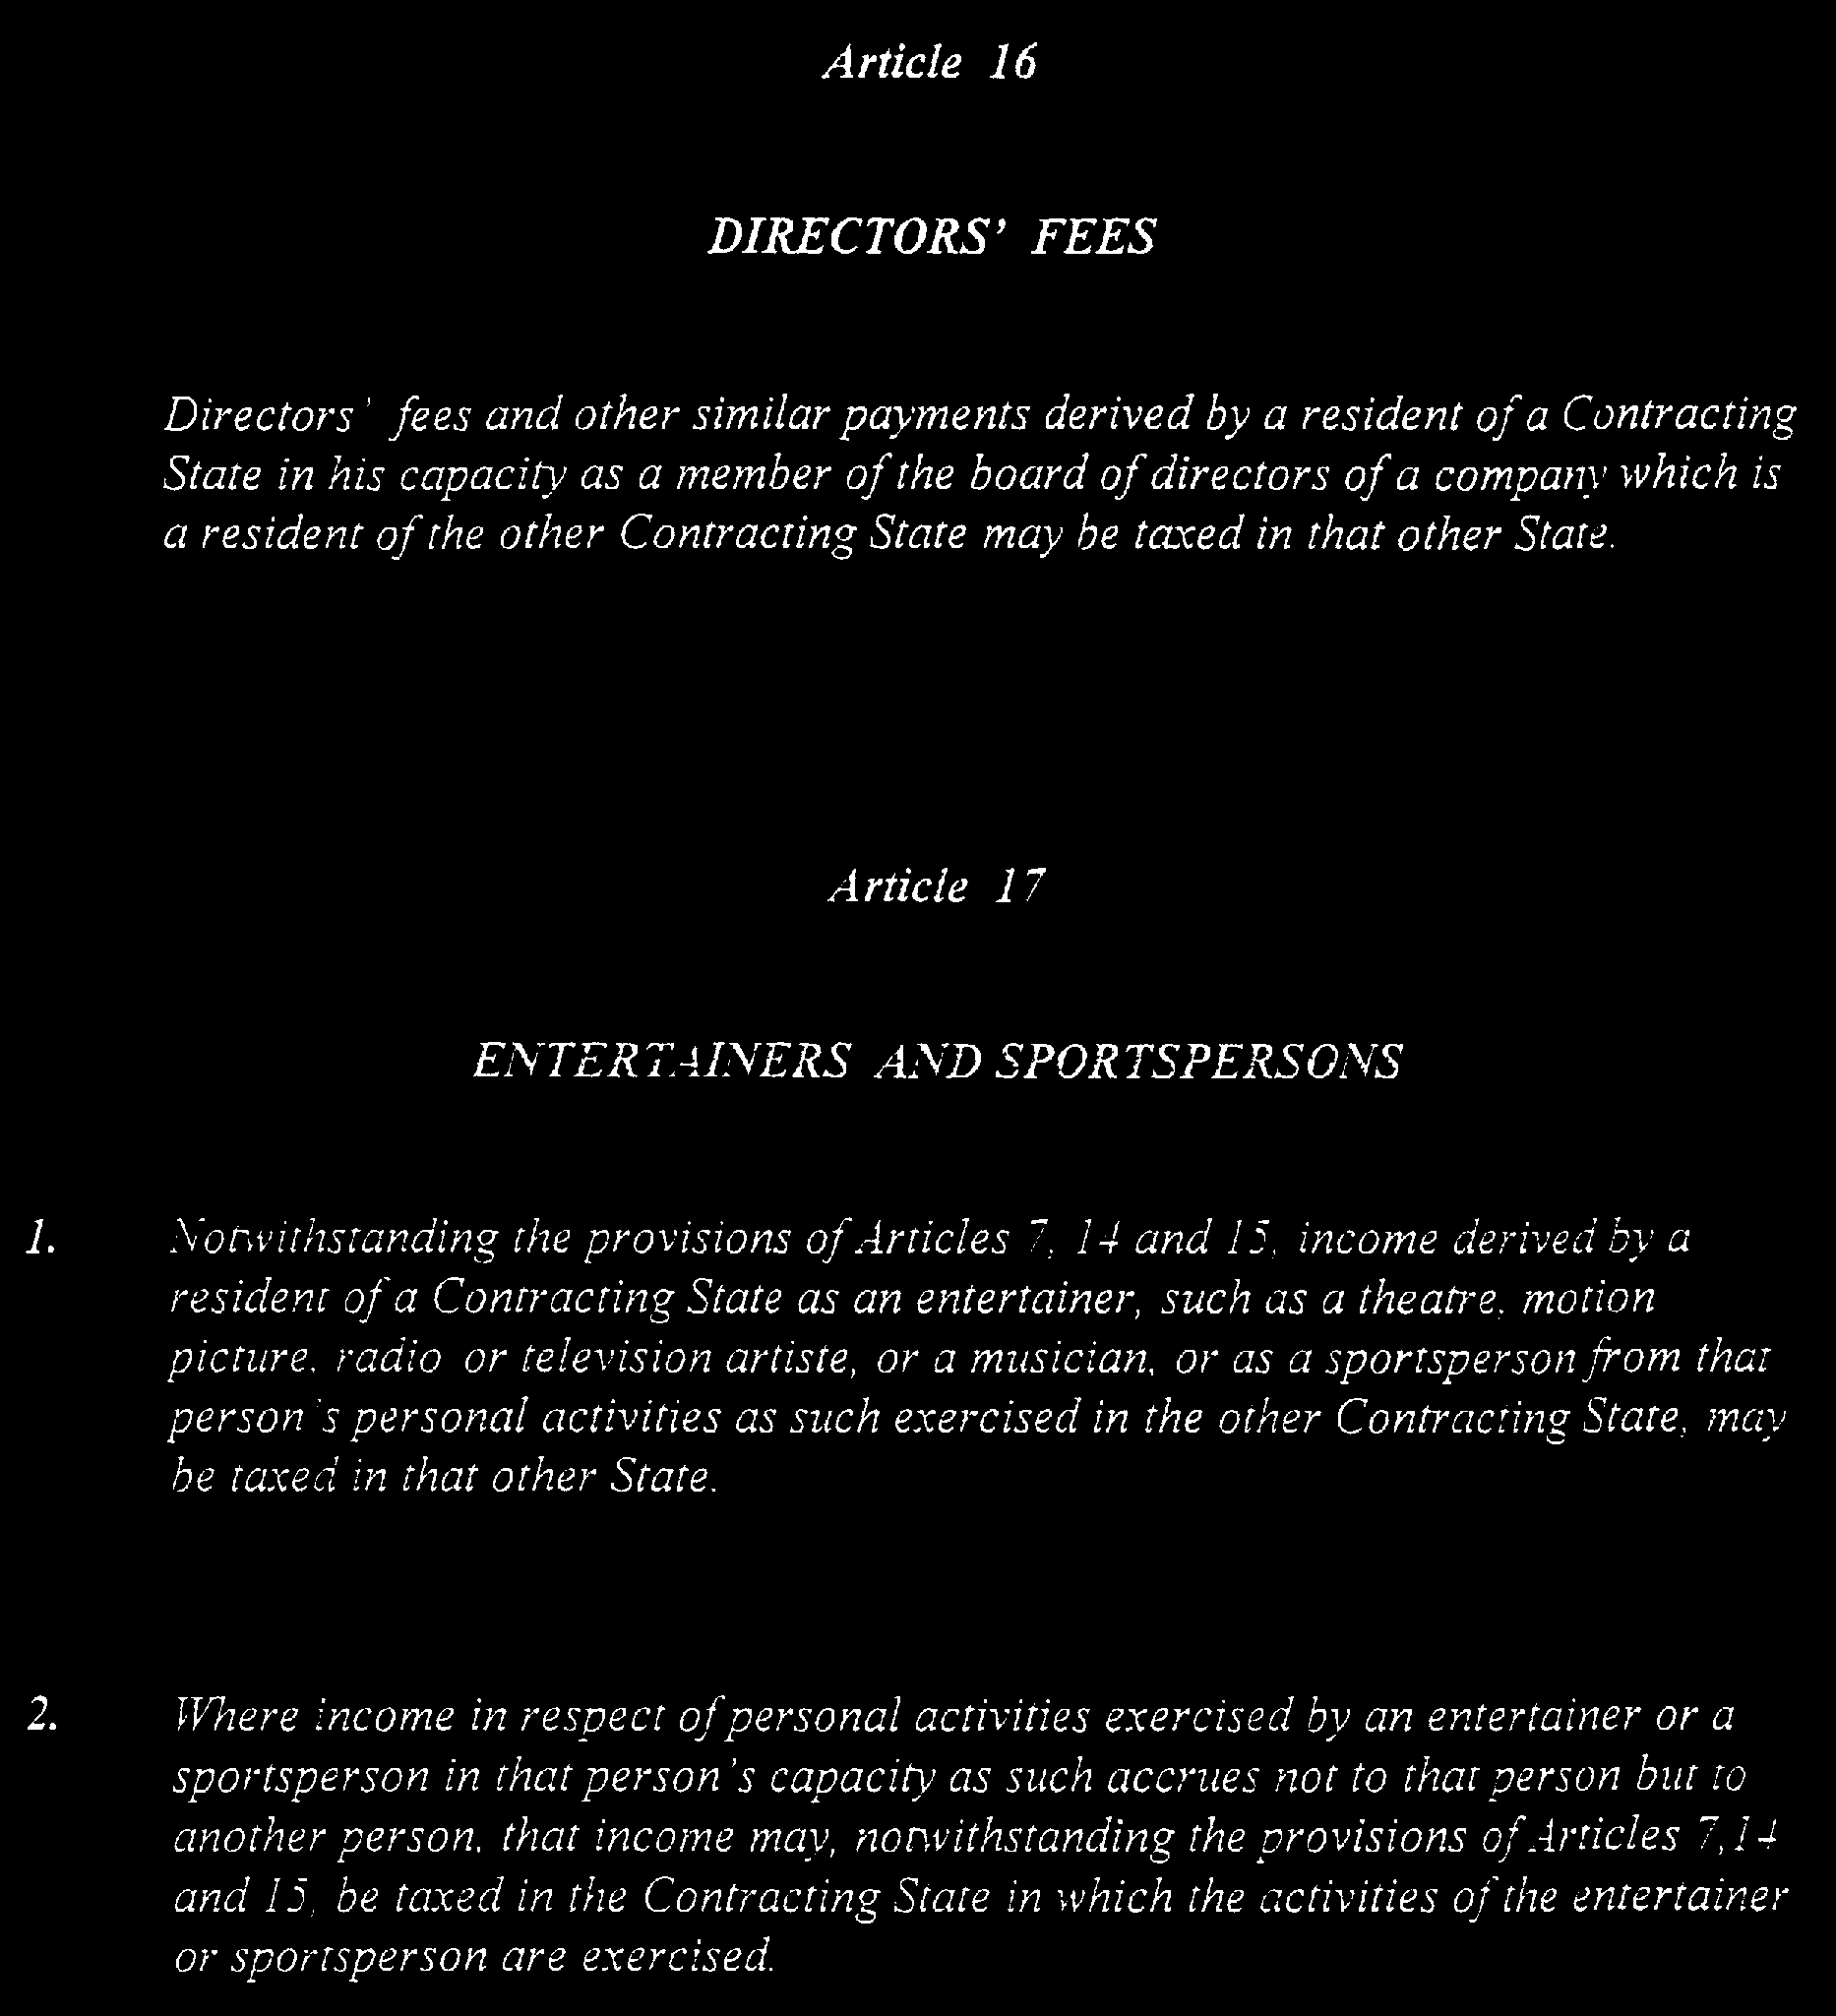 Article 16
DIRECTORS' FEES
Directors' fees and other similar payments derived by a resident of a Contracting
State in his capacity as a member of the board of directors of a company which is
a resident of the other Contracting State may be taxed in that other State.
Article 17
ENTERTAINERS AND SPORTSPERSONS
1. Notwithstanding the provisions of Articles 7, 14 and 15, income derived by a
resident of a Contracting State as an entertainer, such as a theatre, motion
picture, radio or television artiste, or a musician, or as a sportsperson from that
person's personal activities as such exercised in the other Contracting State, may
be taxed in that other State.
2. Where income in respect of personal activities exercised by an entertainer or a
sportsperson in that person's capacity as such accrues not to that person but to
another person, that income may, notwithstanding the provisions of Articles 7,14
and 15, be taxed in the Contracting State in which the activities of the entertainer
or sportsperson are exercised.